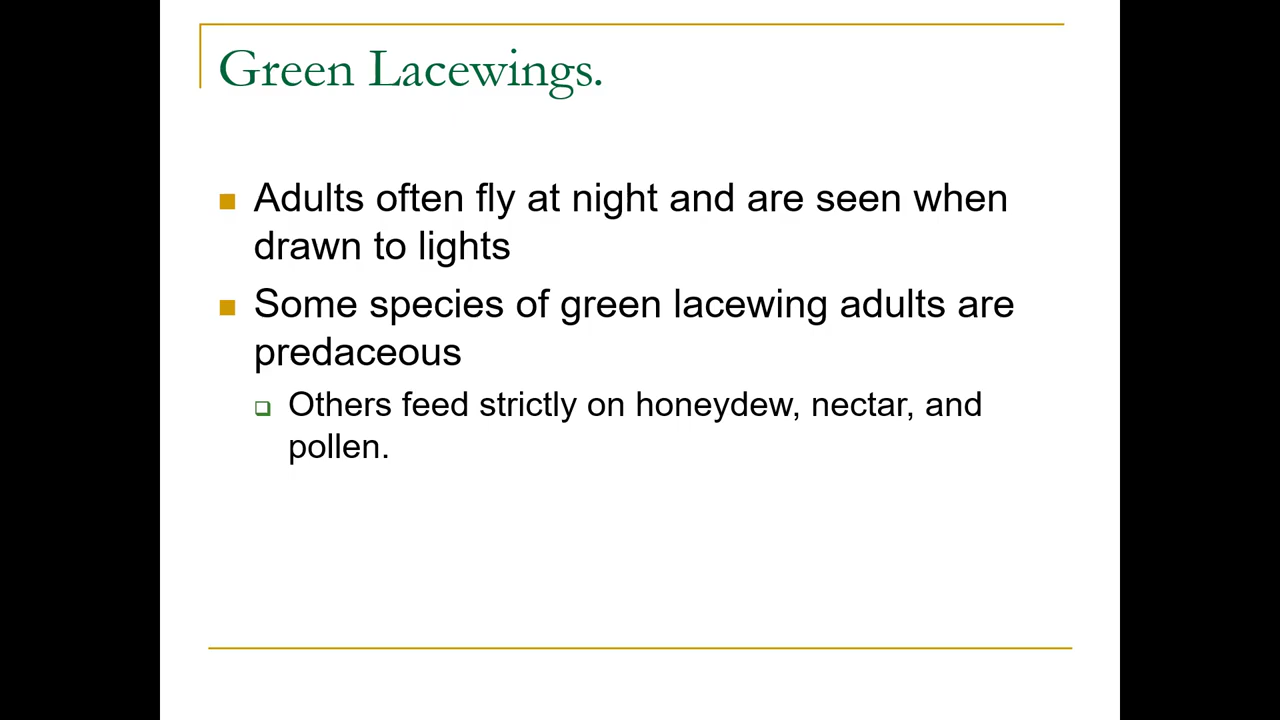 Green Lacewings.
Adults often fly at night and are seen when
drawn to lights
Some species of green lacewing adults are
predaceous
Others feed strictly on honeydew, nectar, and
pollen.